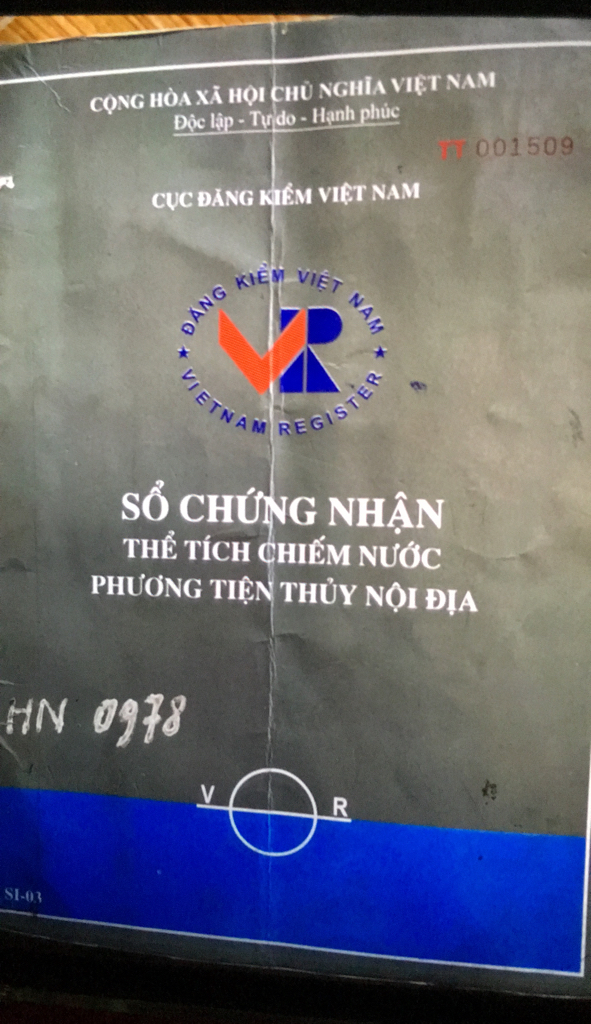 CỘNG HÒA XÃ HỘI CHỦ NGHĨA VIỆT NAM
Độc lập - Tự do - Hạnh phúc
TT 001509
CỤC ĐĂNG KIỂM VIỆT NAM
ĐĂNG KIỂM VIỆT NAM
VR
VIETNAM REGISTER
SỔ CHỨNG NHẬN
THỂ TÍCH CHIẾM NƯỚC
PHƯƠNG TIỆN THỦY NỘI ĐỊA
HN 0978
V R
SI-03